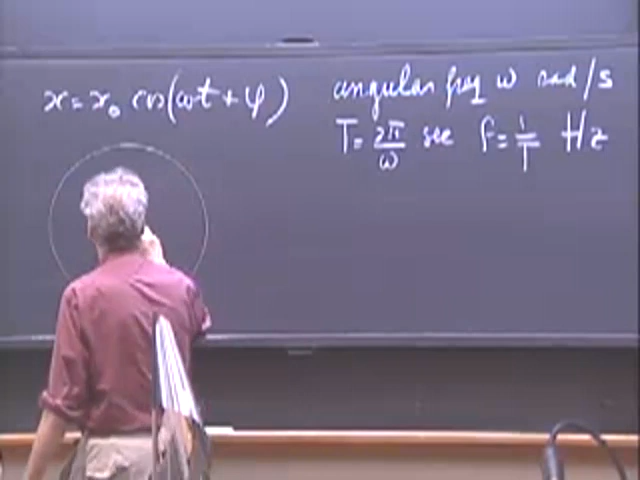 x = x₀ cos(ωt + φ)
angular freq ω rad/s
T = 2π/ω sec f = 1/T Hz